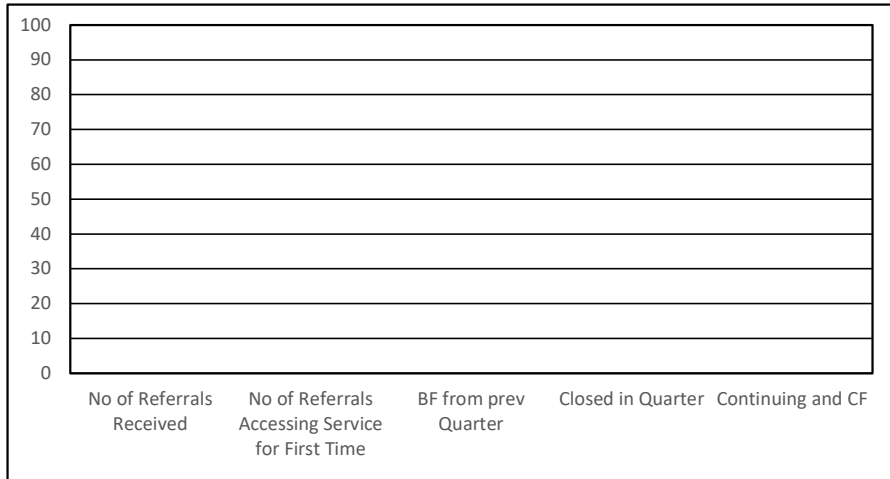 100
90
80
70
60
50
40
30
20
10
0
No of Referrals
Received
No of Referrals
Accessing Service
for First Time
BF from prev
Quarter
Closed in Quarter
Continuing and CF